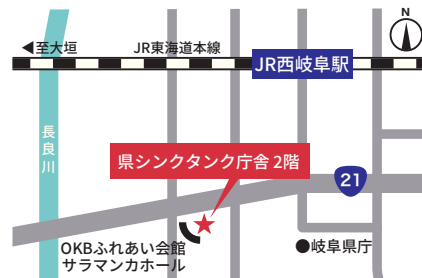 N
◀至大垣
JR東海道本線
JR西岐阜駅
長良川
県シンクタンク庁舎 2階
21
OKBふれあい会館
サラマンカホール
●岐阜県庁